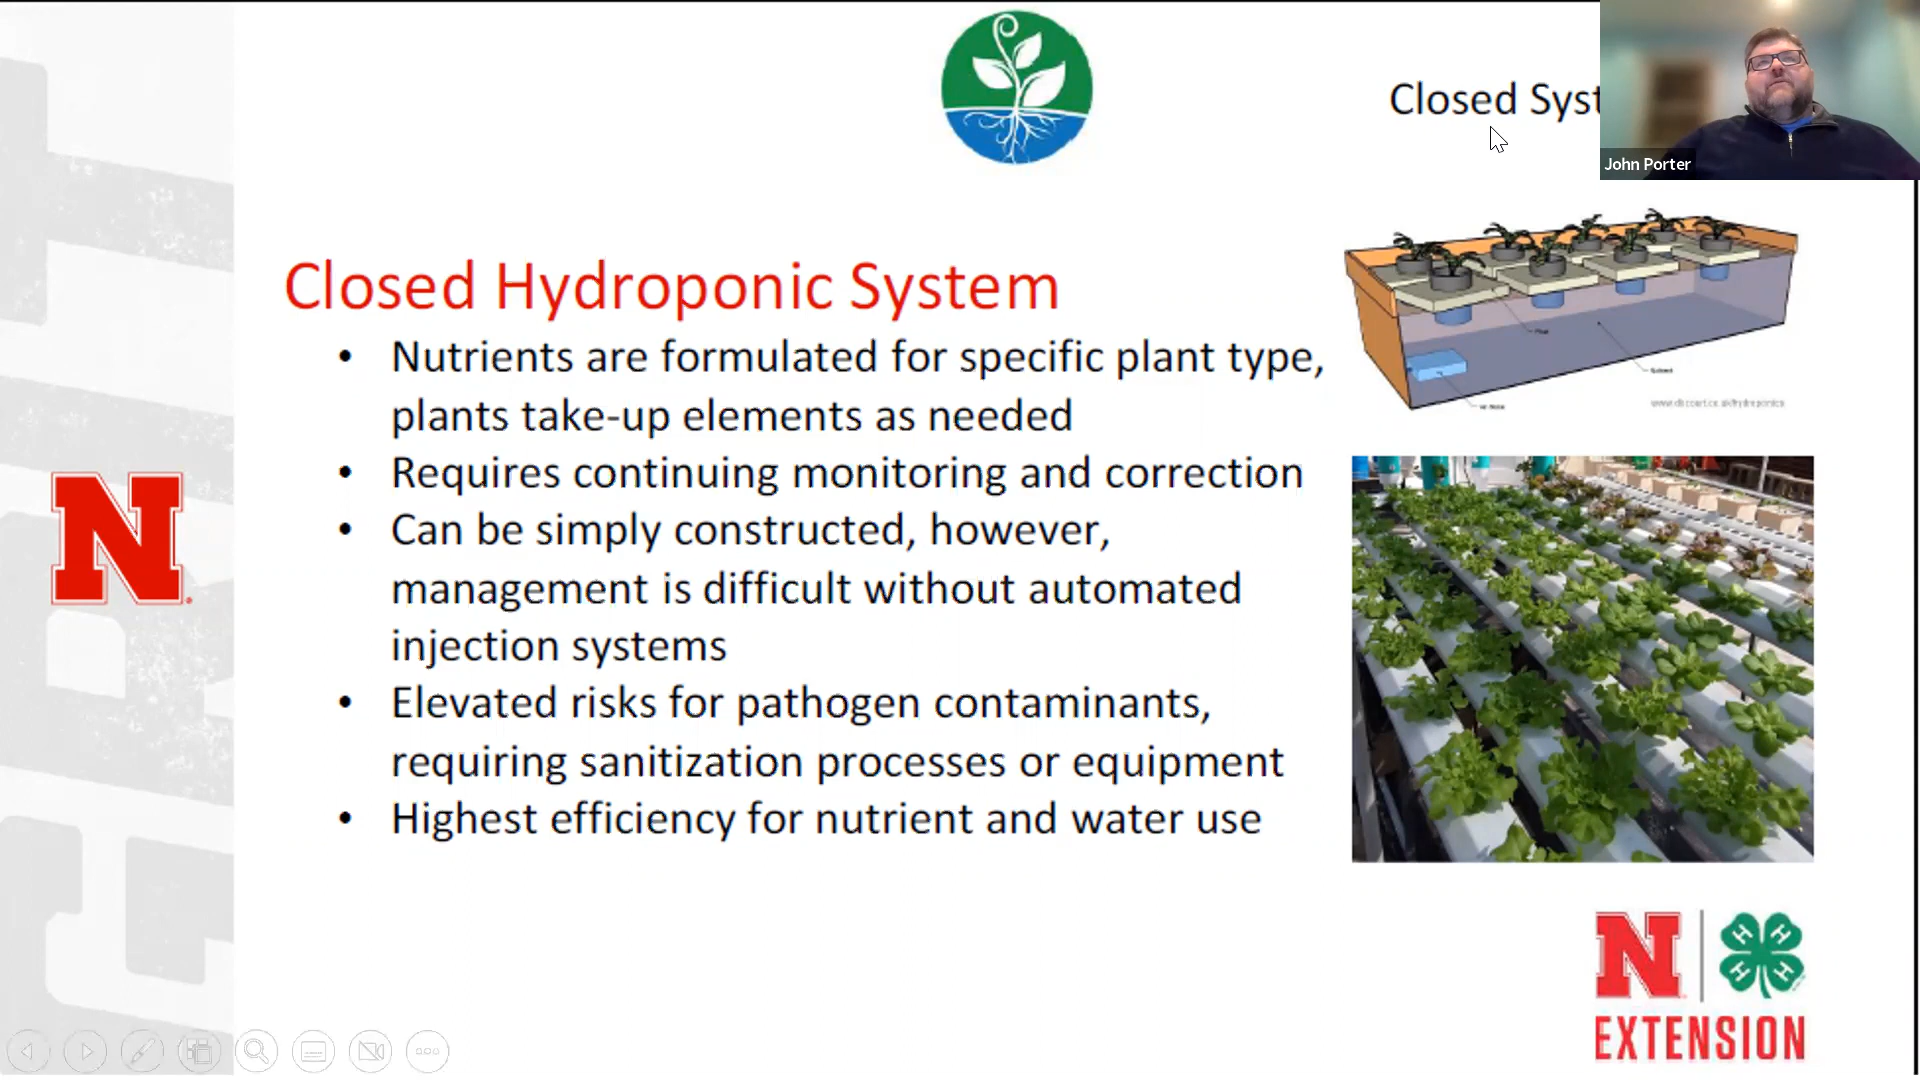 Closed Syst
John Porter
Closed Hydroponic System
• Nutrients are formulated for specific plant type,
plants take-up elements as needed
• Requires continuing monitoring and correction
• Can be simply constructed, however,
management is difficult without automated
injection systems
• Elevated risks for pathogen contaminants,
requiring sanitization processes or equipment
• Highest efficiency for nutrient and water use
N
N
H H H H
EXTENSION